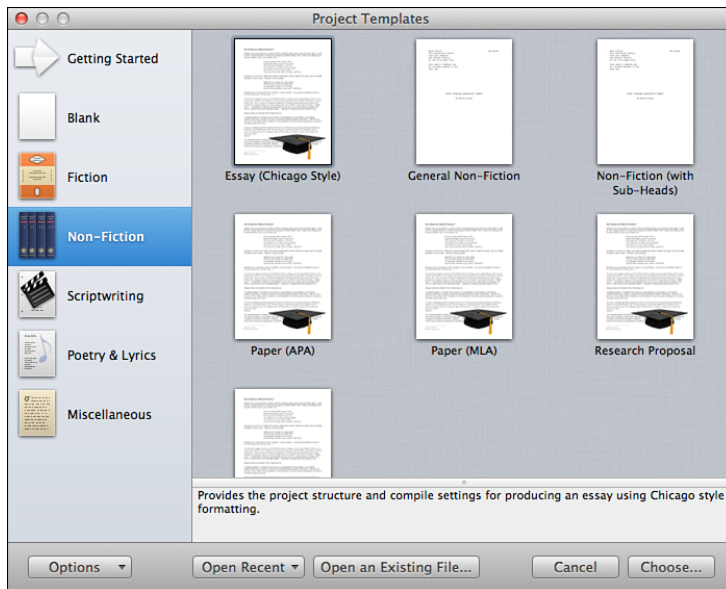 Project Templates
Getting Started
Blank
Fiction
Non-Fiction
Scriptwriting
Poetry & Lyrics
Miscellaneous
Essay (Chicago Style)
General Non-Fiction
Non-Fiction (with
Sub-Heads)
Paper (APA)
Paper (MLA)
Research Proposal
Provides the project structure and compile settings for producing an essay using Chicago style
formatting.
Options
Open Recent
Open an Existing File...
Cancel
Choose...